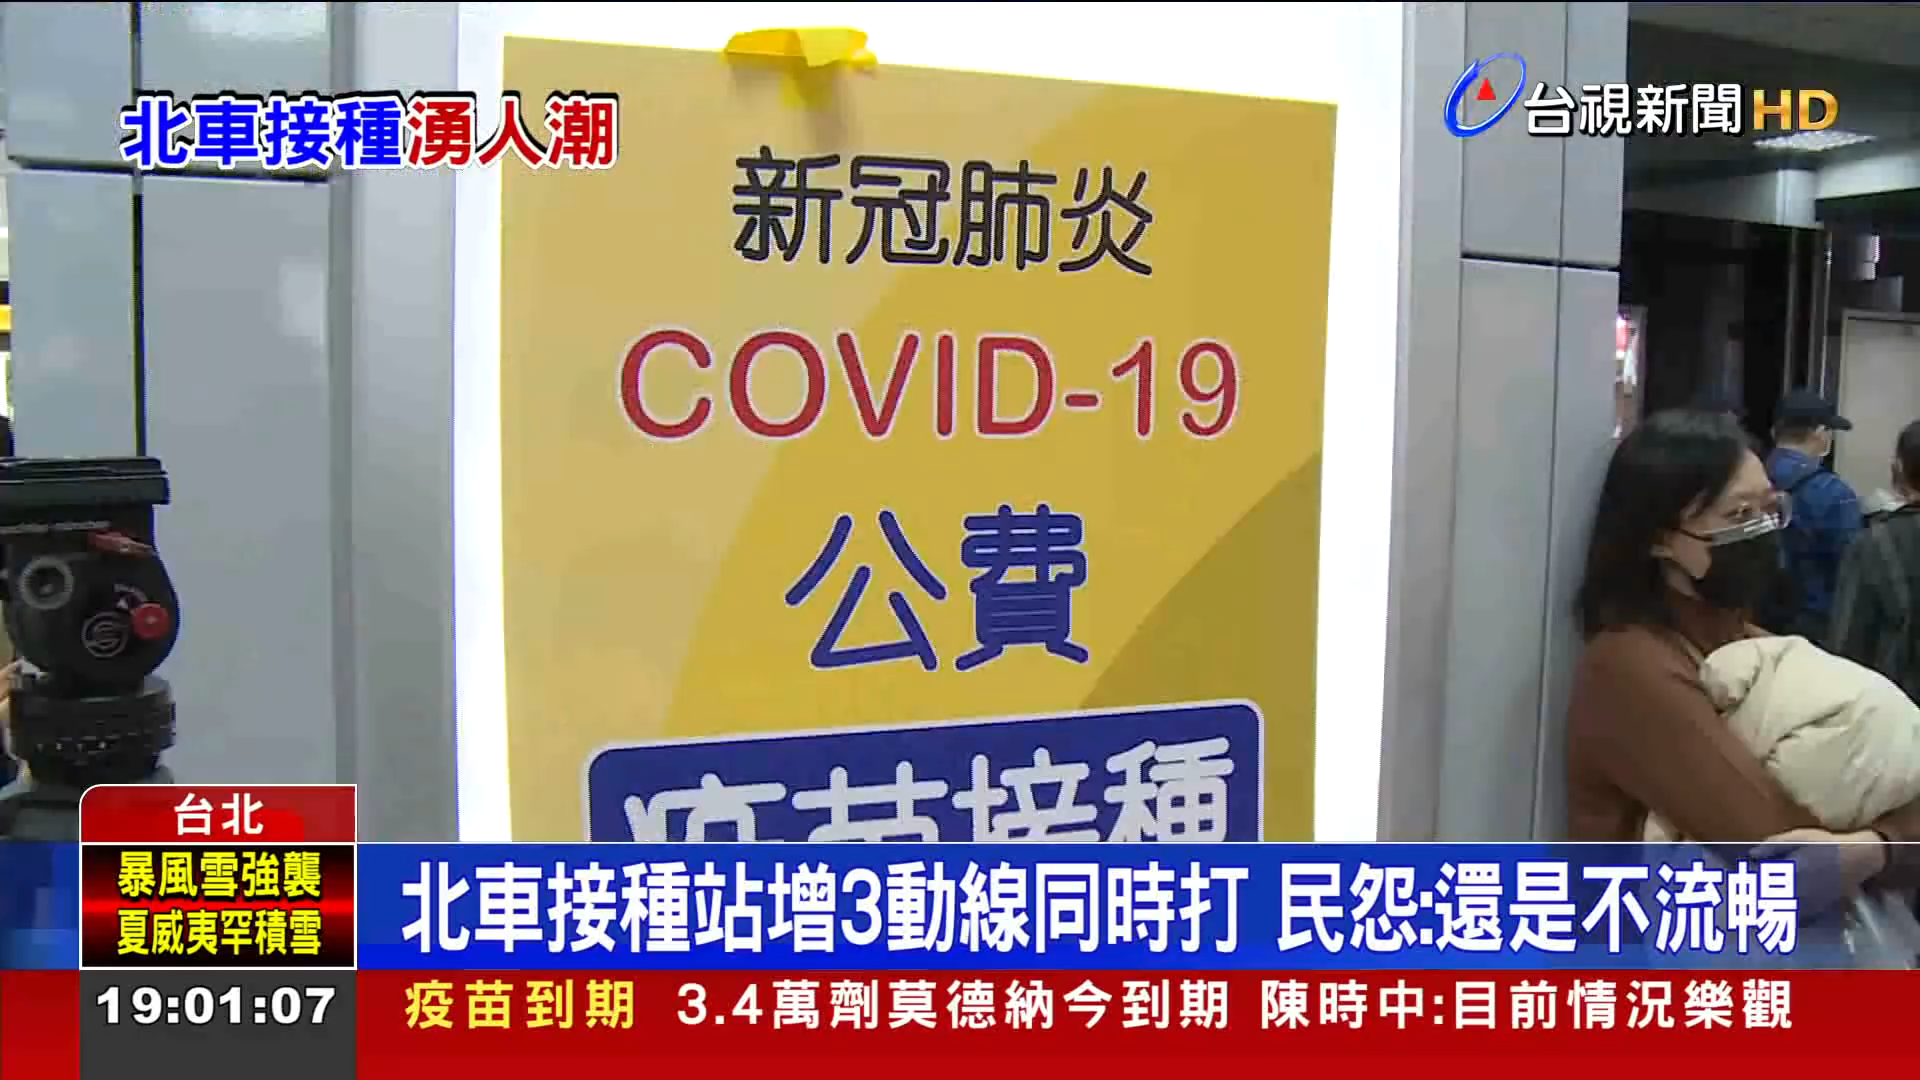 北車接種湧人潮
台視新聞HD
新冠肺炎
COVID-19
公費
疫苗接種
台北
暴風雪強襲
夏威夷罕積雪
北車接種站增3動線同時打 民怨:還是不流暢
19:01:07
疫苗到期 3.4萬劑莫德納今到期 陳時中:目前情況樂觀